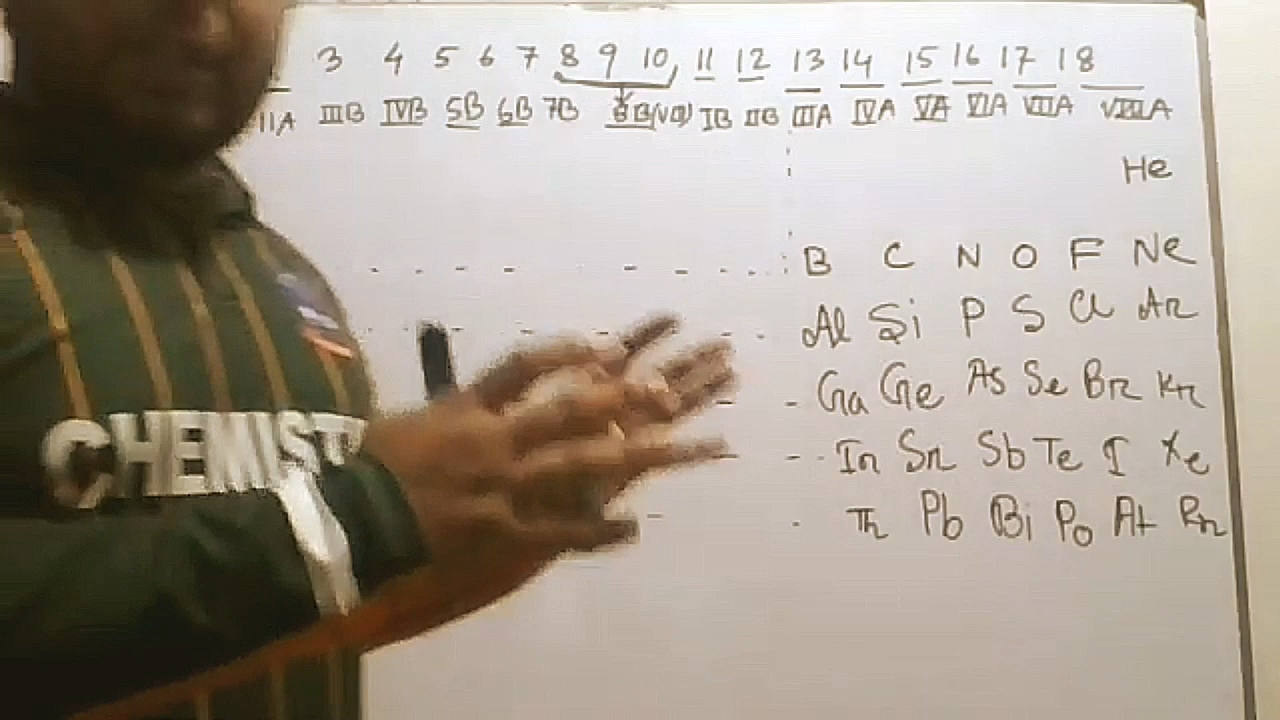 3 4 5 6 7 8 9 10, 11 12 13 14 15 16 17 18
IIA IIIB IVB 5B 6B 7B 8B(VIII) IB IIB IIIA IVA VA VIA VIIA VIIIA
He
B C N O F Ne
Al Si P S Cl Ar
Ga Ge As Se Br Kr
In Sn Sb Te I Xe
Th Pb Bi Po At Rn
CHEMIST